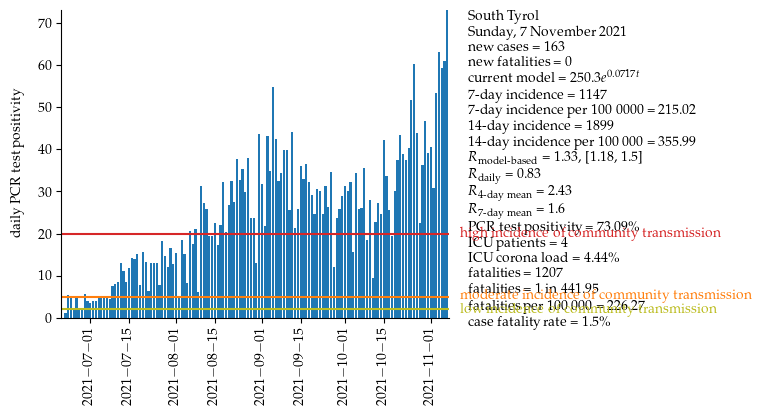 South Tyrol
Sunday, 7 November 2021
new cases = 163
new fatalities = 0
current model = 250.3e^0.0717t
7-day incidence = 1147
7-day incidence per 100 0000 = 215.02
14-day incidence = 1899
14-day incidence per 100 000 = 355.99
R_model-based = 1.33, [1.18, 1.5]
R_daily = 0.83
R_4-day mean = 2.43
R_7-day mean = 1.6
PCR test positivity = 73.09%
high incidence of community transmission
ICU patients = 4
ICU corona load = 4.44%
fatalities = 1207
fatalities = 1 in 441.95
moderate incidence of community transmission
fatalities per 100 000 = 226.27
low incidence of community transmission
case fatality rate = 1.5%
daily PCR test positivity
70
60
50
40
30
20
10
0
2021−07−01
2021−07−15
2021−08−01
2021−08−15
2021−09−01
2021−09−15
2021−10−01
2021−10−15
2021−11−01